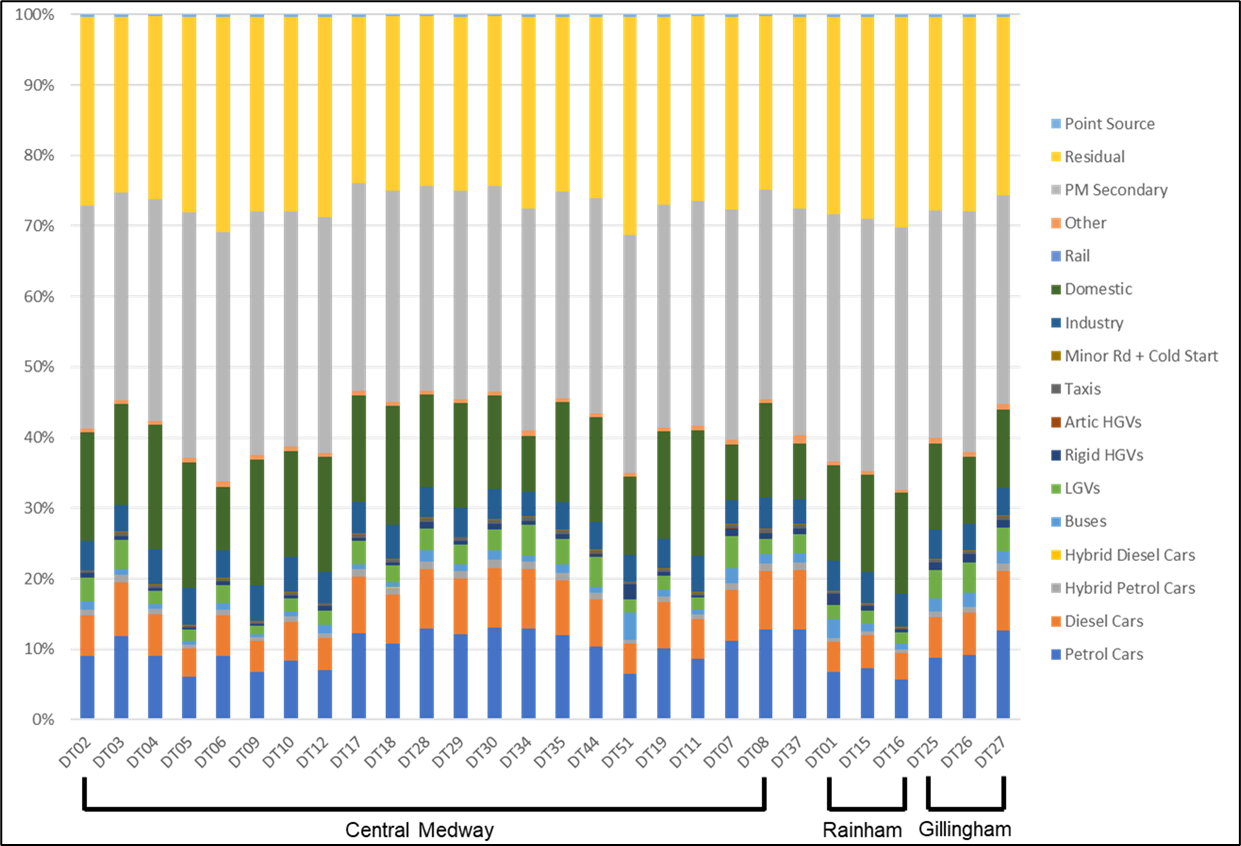 100%
90%
80%
70%
60%
50%
40%
30%
20%
10%
0%
Point Source
Residual
PM Secondary
Other
Rail
Domestic
Industry
Minor Rd + Cold Start
Taxis
Artic HGVs
Rigid HGVs
LGVs
Buses
Hybrid Diesel Cars
Hybrid Petrol Cars
Diesel Cars
Petrol Cars
DT02
DT03
DT04
DT05
DT06
DT09
DT10
DT12
DT17
DT18
DT28
DT29
DT30
DT34
DT35
DT44
DT51
DT19
DT11
DT07
DT08
DT37
DT01
DT15
DT16
DT25
DT26
DT27
Central Medway
Rainham
Gillingham